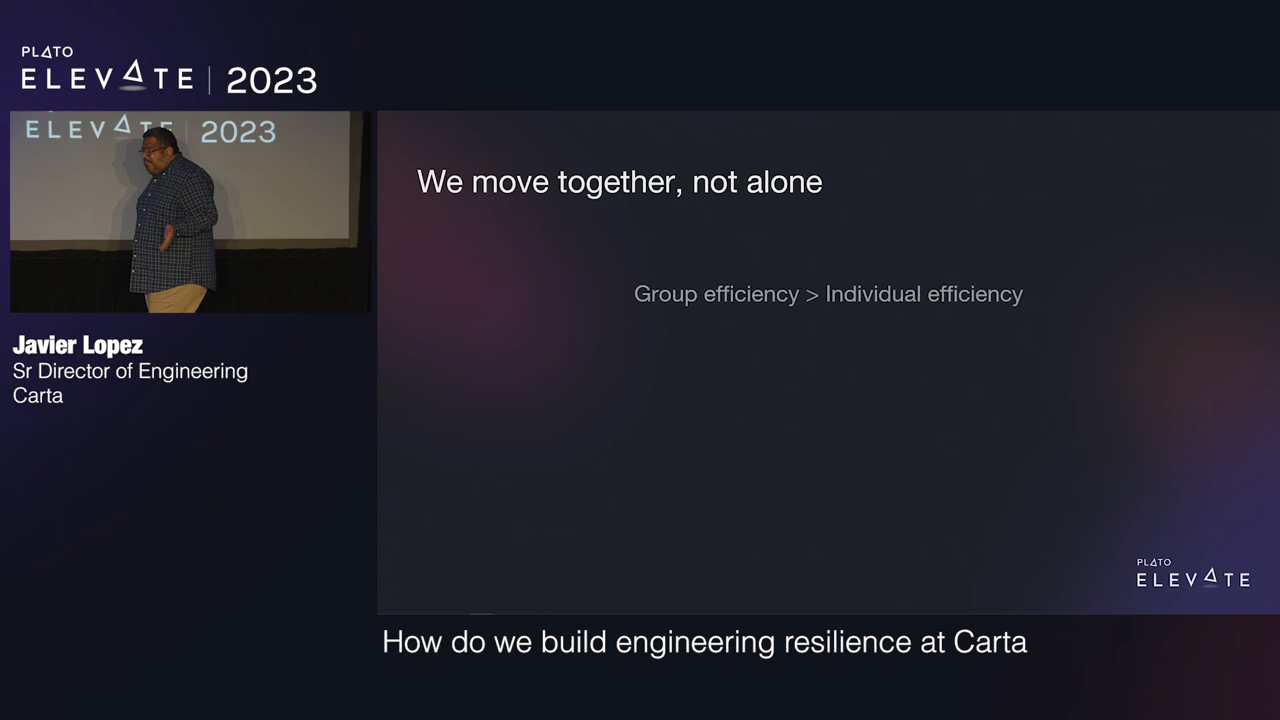 PLATO
ELEVATE | 2023
ELEVATE | 2023
We move together, not alone
Group efficiency > Individual efficiency
Javier Lopez
Sr Director of Engineering
Carta
PLATO
ELEVATE
How do we build engineering resilience at Carta